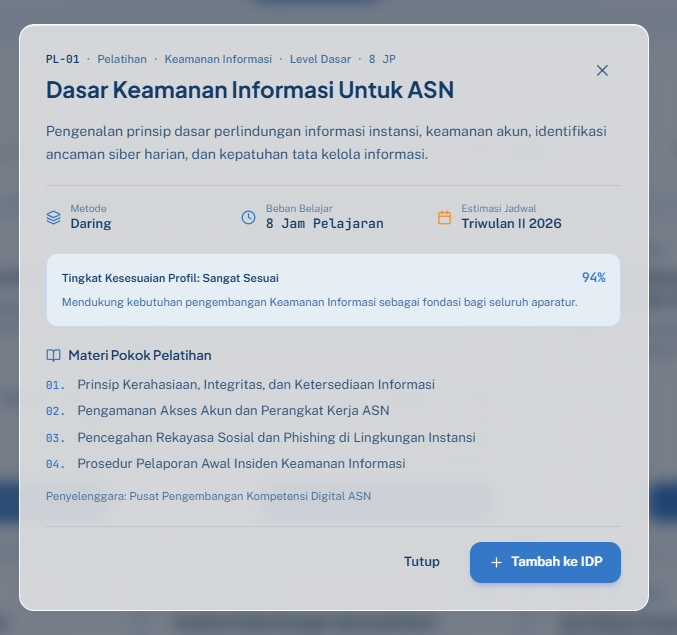 PL-01 · Pelatihan · Keamanan Informasi · Level Dasar · 8 JP
Dasar Keamanan Informasi Untuk ASN
Pengenalan prinsip dasar perlindungan informasi instansi, keamanan akun, identifikasi
ancaman siber harian, dan kepatuhan tata kelola informasi.
Metode
Daring
Beban Belajar
8 Jam Pelajaran
Estimasi Jadwal
Triwulan II 2026
Tingkat Kesesuaian Profil: Sangat Sesuai 94%
Mendukung kebutuhan pengembangan Keamanan Informasi sebagai fondasi bagi seluruh aparatur.
Materi Pokok Pelatihan
01. Prinsip Kerahasiaan, Integritas, dan Ketersediaan Informasi
02. Pengamanan Akses Akun dan Perangkat Kerja ASN
03. Pencegahan Rekayasa Sosial dan Phishing di Lingkungan Instansi
04. Prosedur Pelaporan Awal Insiden Keamanan Informasi
Penyelenggara: Pusat Pengembangan Kompetensi Digital ASN
Tutup
Tambah ke IDP